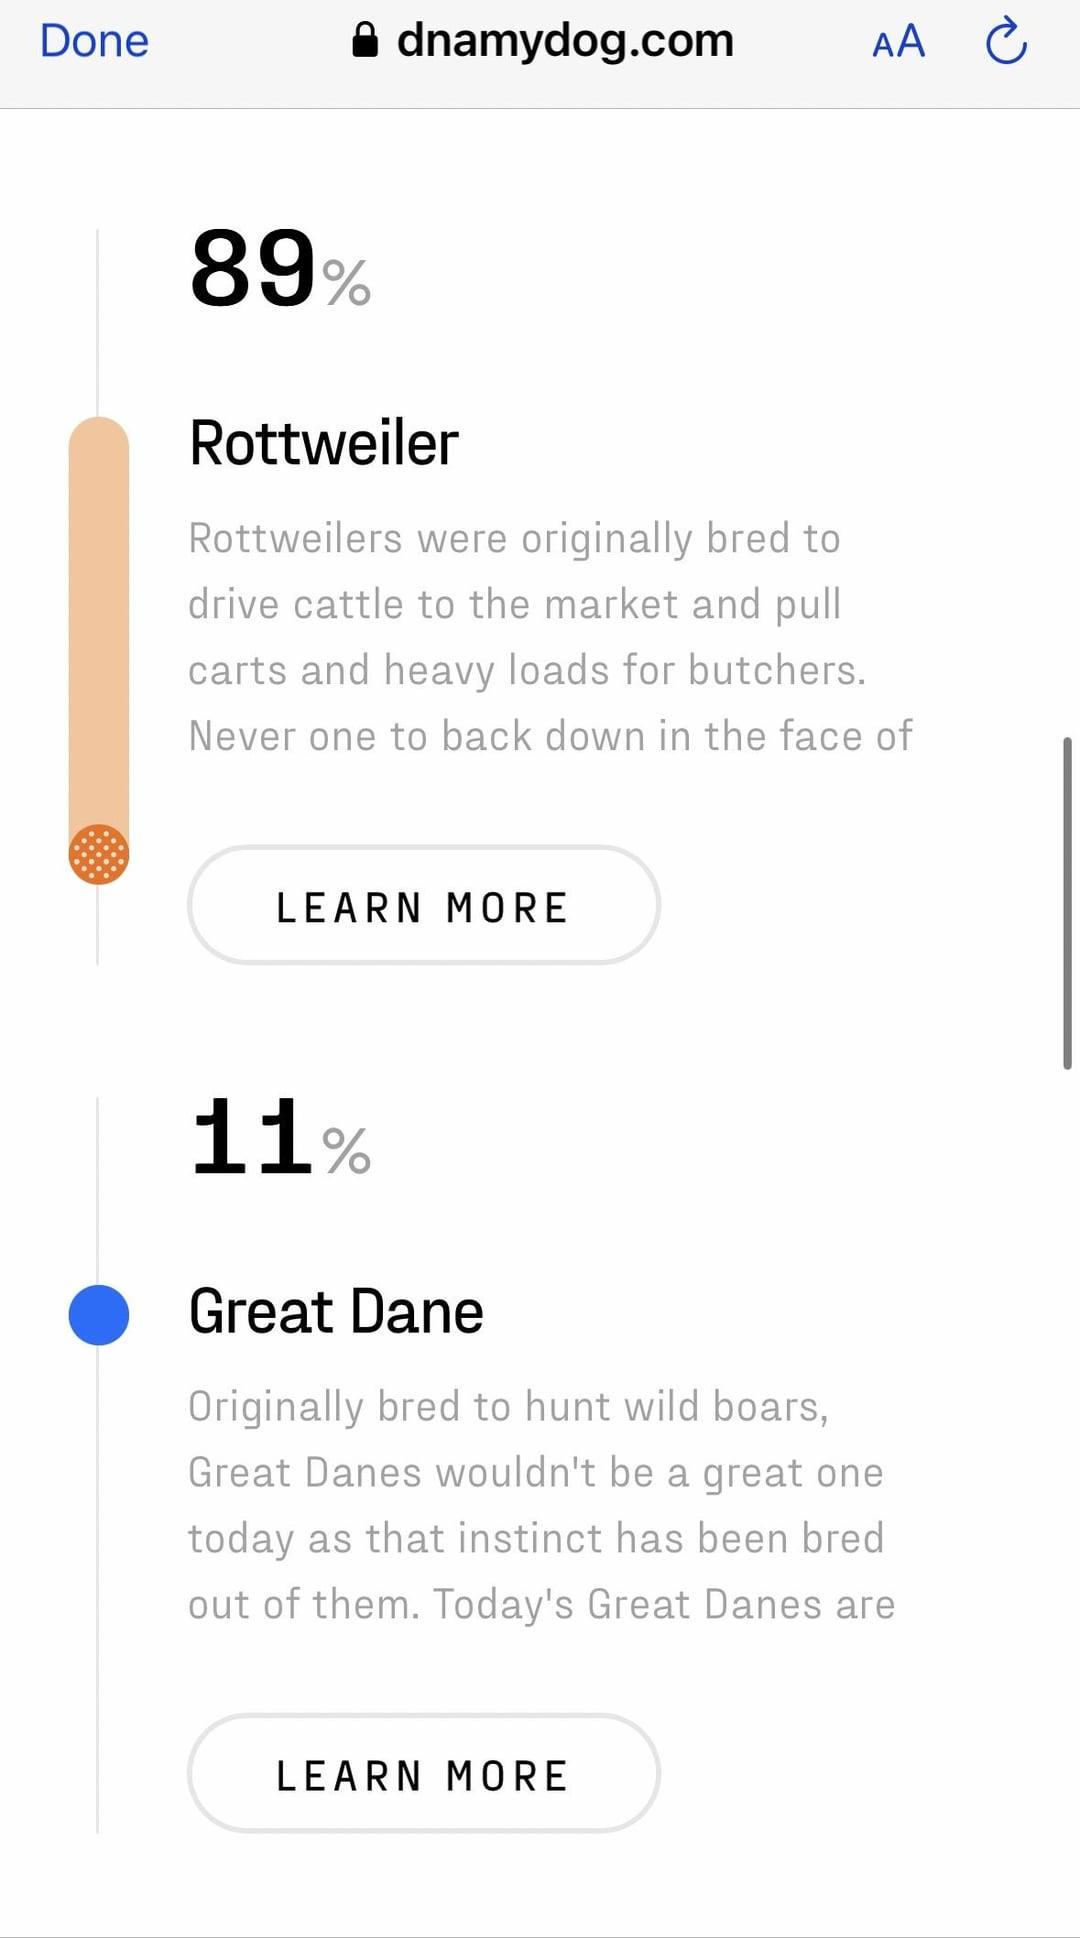 Done
dnamydog.com
AA
89%
Rottweiler
Rottweilers were originally bred to
drive cattle to the market and pull
carts and heavy loads for butchers.
Never one to back down in the face of
LEARN MORE
11%
Great Dane
Originally bred to hunt wild boars,
Great Danes wouldn't be a great one
today as that instinct has been bred
out of them. Today's Great Danes are
LEARN MORE